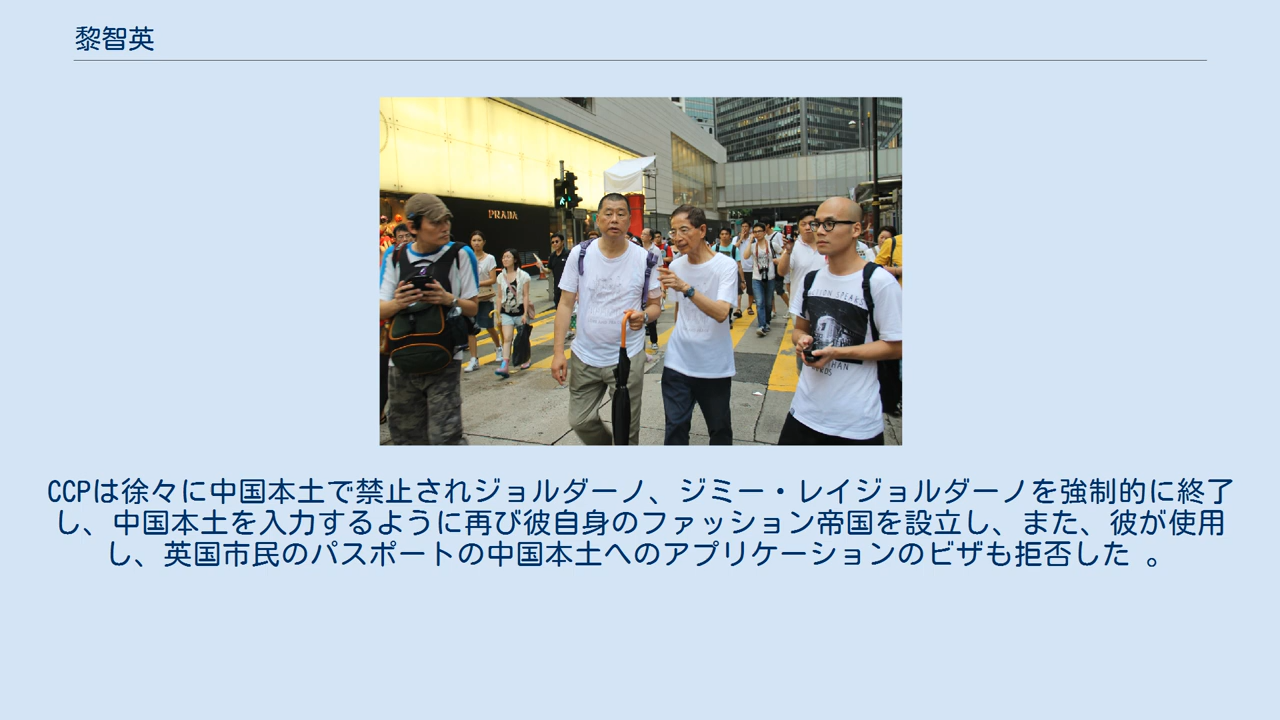 黎智英
PRADA
CTION SPEAKS
CCPは徐々に中国本土で禁止されジョルダーノ、ジミー・レイジョルダーノを強制的に終了
し、中国本土を入力するように再び彼自身のファッション帝国を設立し、また、彼が使用
し、英国市民のパスポートの中国本土へのアプリケーションのビザも拒否した 。